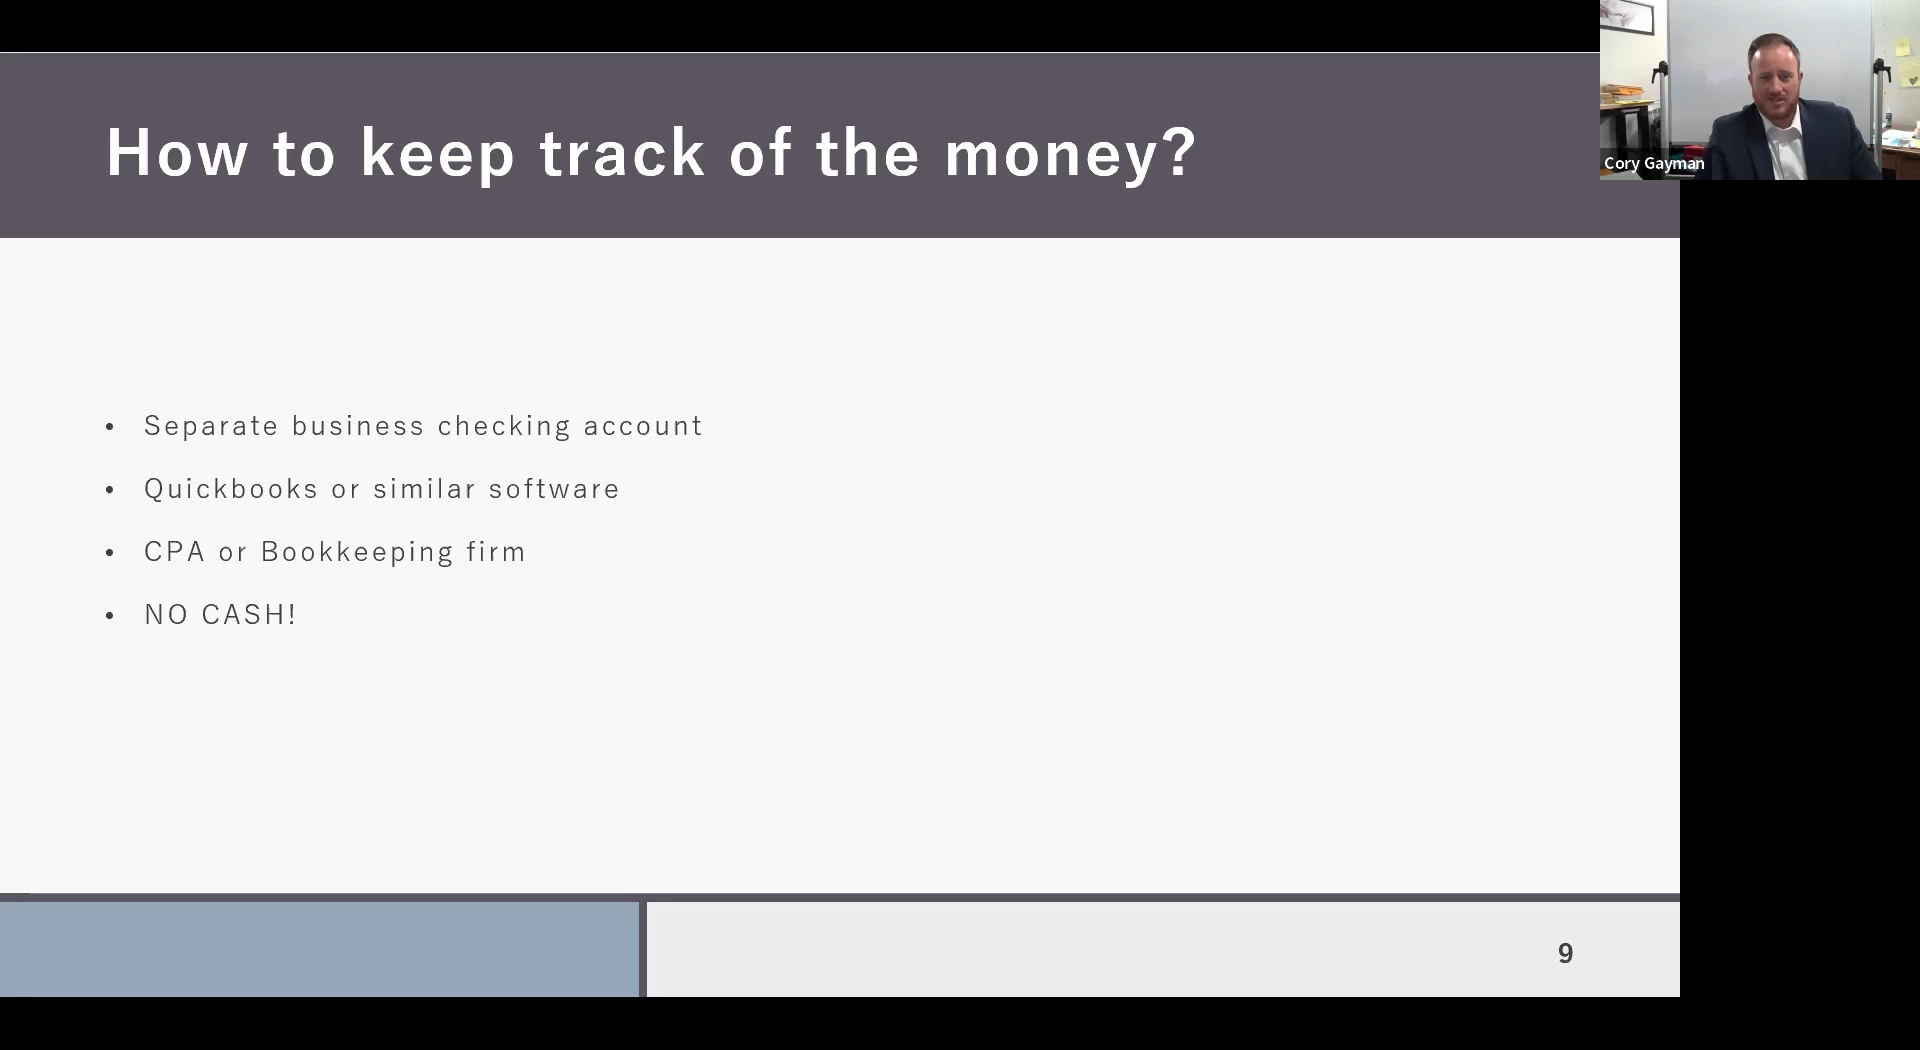 How to keep track of the money?
Cory Gayman
• Separate business checking account
• Quickbooks or similar software
• CPA or Bookkeeping firm
• NO CASH!
9